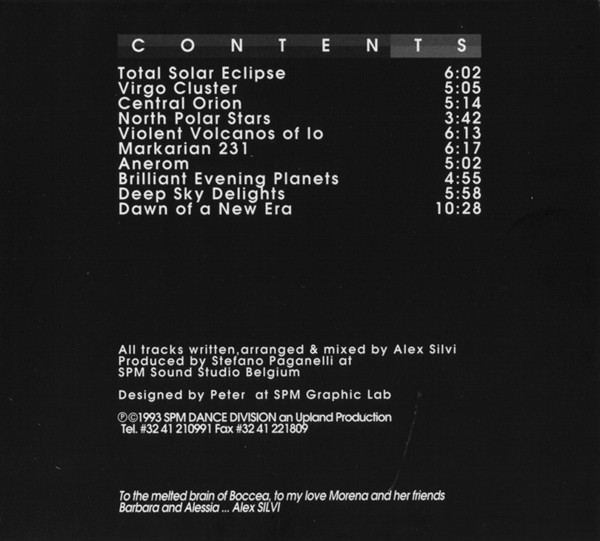 CONTENTS
Total Solar Eclipse 6:02
Virgo Cluster 5:05
Central Orion 5:14
North Polar Stars 3:42
Violent Volcanos of Io 6:13
Markarian 231 6:17
Anerom 5:02
Brilliant Evening Planets 4:55
Deep Sky Delights 5:58
Dawn of a New Era 10:28
All tracks written,arranged & mixed by Alex Silvi
Produced by Stefano Paganelli at
SPM Sound Studio Belgium
Designed by Peter at SPM Graphic Lab
℗©1993 SPM DANCE DIVISION an Upland Production
Tel. #32 41 210991 Fax #32 41 221809
To the melted brain of Boccea, to my love Morena and her friends
Barbara and Alessia ... Alex SILVI